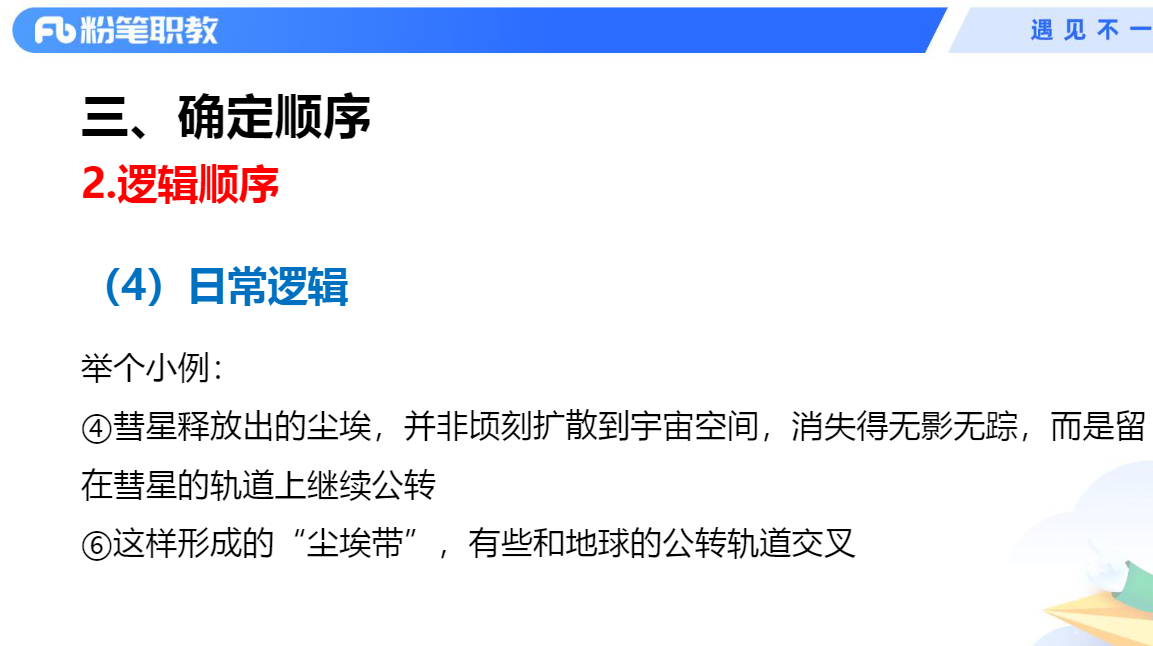 粉笔职教
遇见不一
三、确定顺序
2.逻辑顺序
（4）日常逻辑
举个小例：
④彗星释放出的尘埃，并非顷刻扩散到宇宙空间，消失得无影无踪，而是留
在彗星的轨道上继续公转
⑥这样形成的“尘埃带”，有些和地球的公转轨道交叉